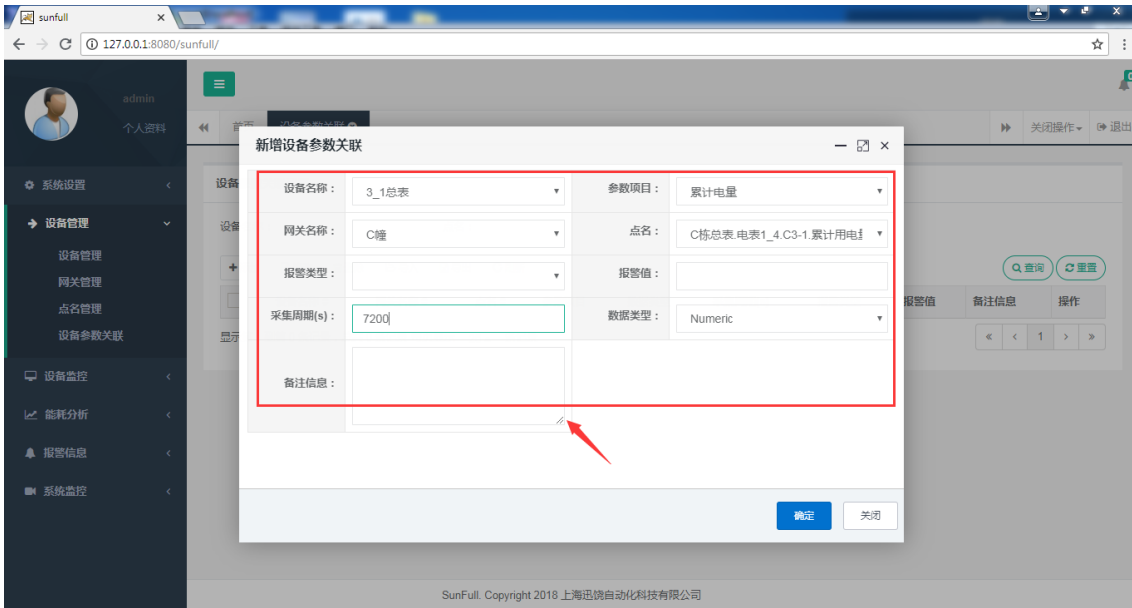 sunfull
127.0.0.1:8080/sunfull/
admin
个人资料
首页 设备参数关联
关闭操作 退出
新增设备参数关联
系统设置
设备
设备名称： 3_1总表 参数项目： 累计电量
设备管理
设备
网关名称： C幢 点名： C栋总表.电表1_4.C3-1.累计用电量
设备管理
网关管理
报警类型： 报警值：
查询 重置
点名管理
报警值 备注信息 操作
采集周期(s)： 7200 数据类型： Numeric
设备参数关联
显示
« ‹ 1 › »
设备监控
备注信息：
能耗分析
报警信息
系统监控
确定 关闭
SunFull. Copyright 2018 上海迅饶自动化科技有限公司